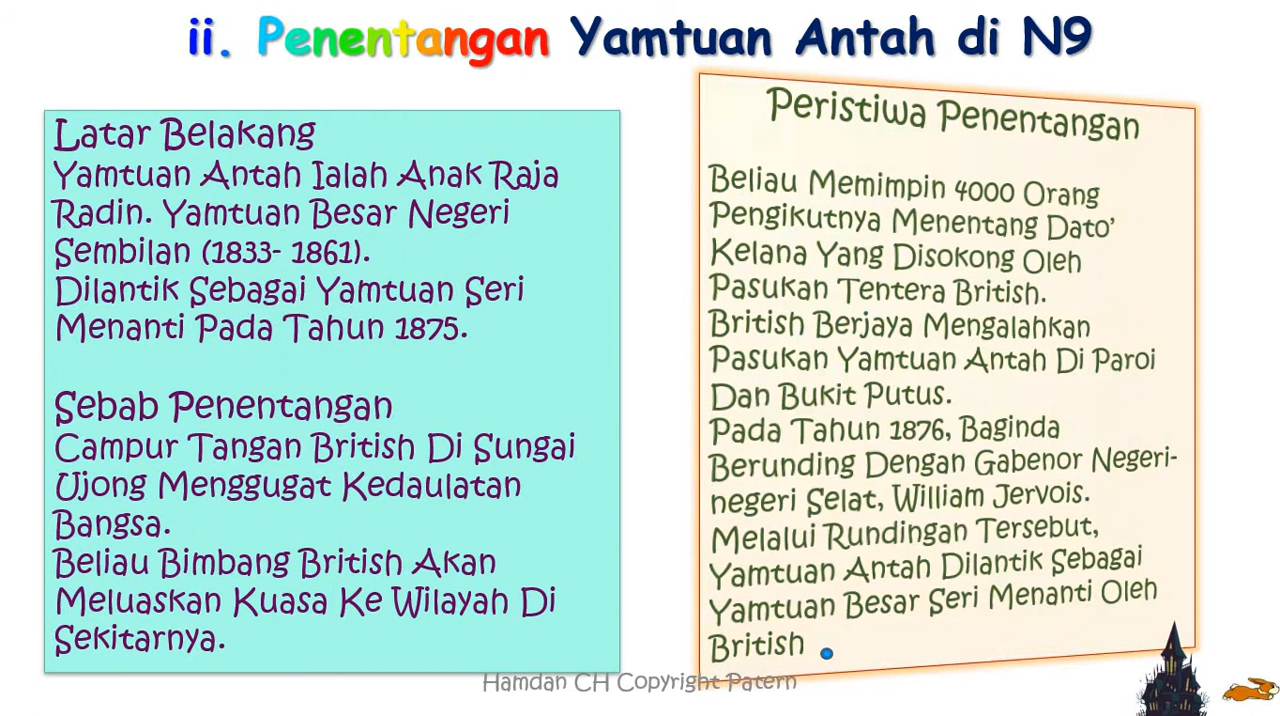 ii. Penentangan Yamtuan Antah di N9
Latar Belakang
Yamtuan Antah Ialah Anak Raja
Radin. Yamtuan Besar Negeri
Sembilan (1833- 1861).
Dilantik Sebagai Yamtuan Seri
Menanti Pada Tahun 1875.
Sebab Penentangan
Campur Tangan British Di Sungai
Ujong Menggugat Kedaulatan
Bangsa.
Beliau Bimbang British Akan
Meluaskan Kuasa Ke Wilayah Di
Sekitarnya.
Peristiwa Penentangan
Beliau Memimpin 4000 Orang
Pengikutnya Menentang Dato’
Kelana Yang Disokong Oleh
Pasukan Tentera British.
British Berjaya Mengalahkan
Pasukan Yamtuan Antah Di Paroi
Dan Bukit Putus.
Pada Tahun 1876, Baginda
Berunding Dengan Gabenor Negeri-
negeri Selat, William Jervois.
Melalui Rundingan Tersebut,
Yamtuan Antah Dilantik Sebagai
Yamtuan Besar Seri Menanti Oleh
British
Hamdan CH Copyright Patern